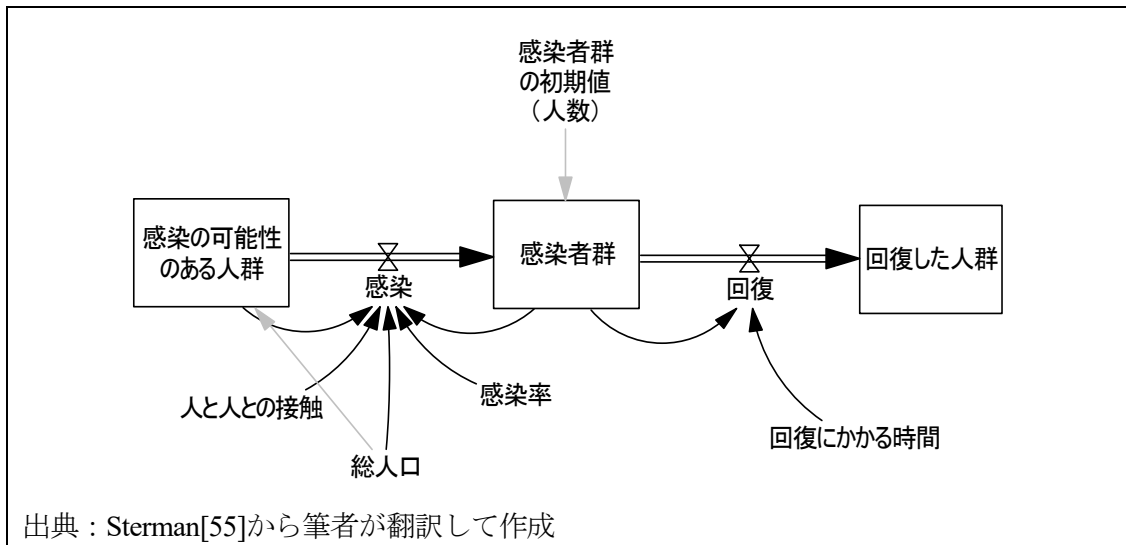 感染者群
の初期値
（人数）
感染の可能性
のある人群
感染者群
回復した人群
感染
回復
人と人との接触
感染率
回復にかかる時間
総人口
出典：Sterman[55]から筆者が翻訳して作成